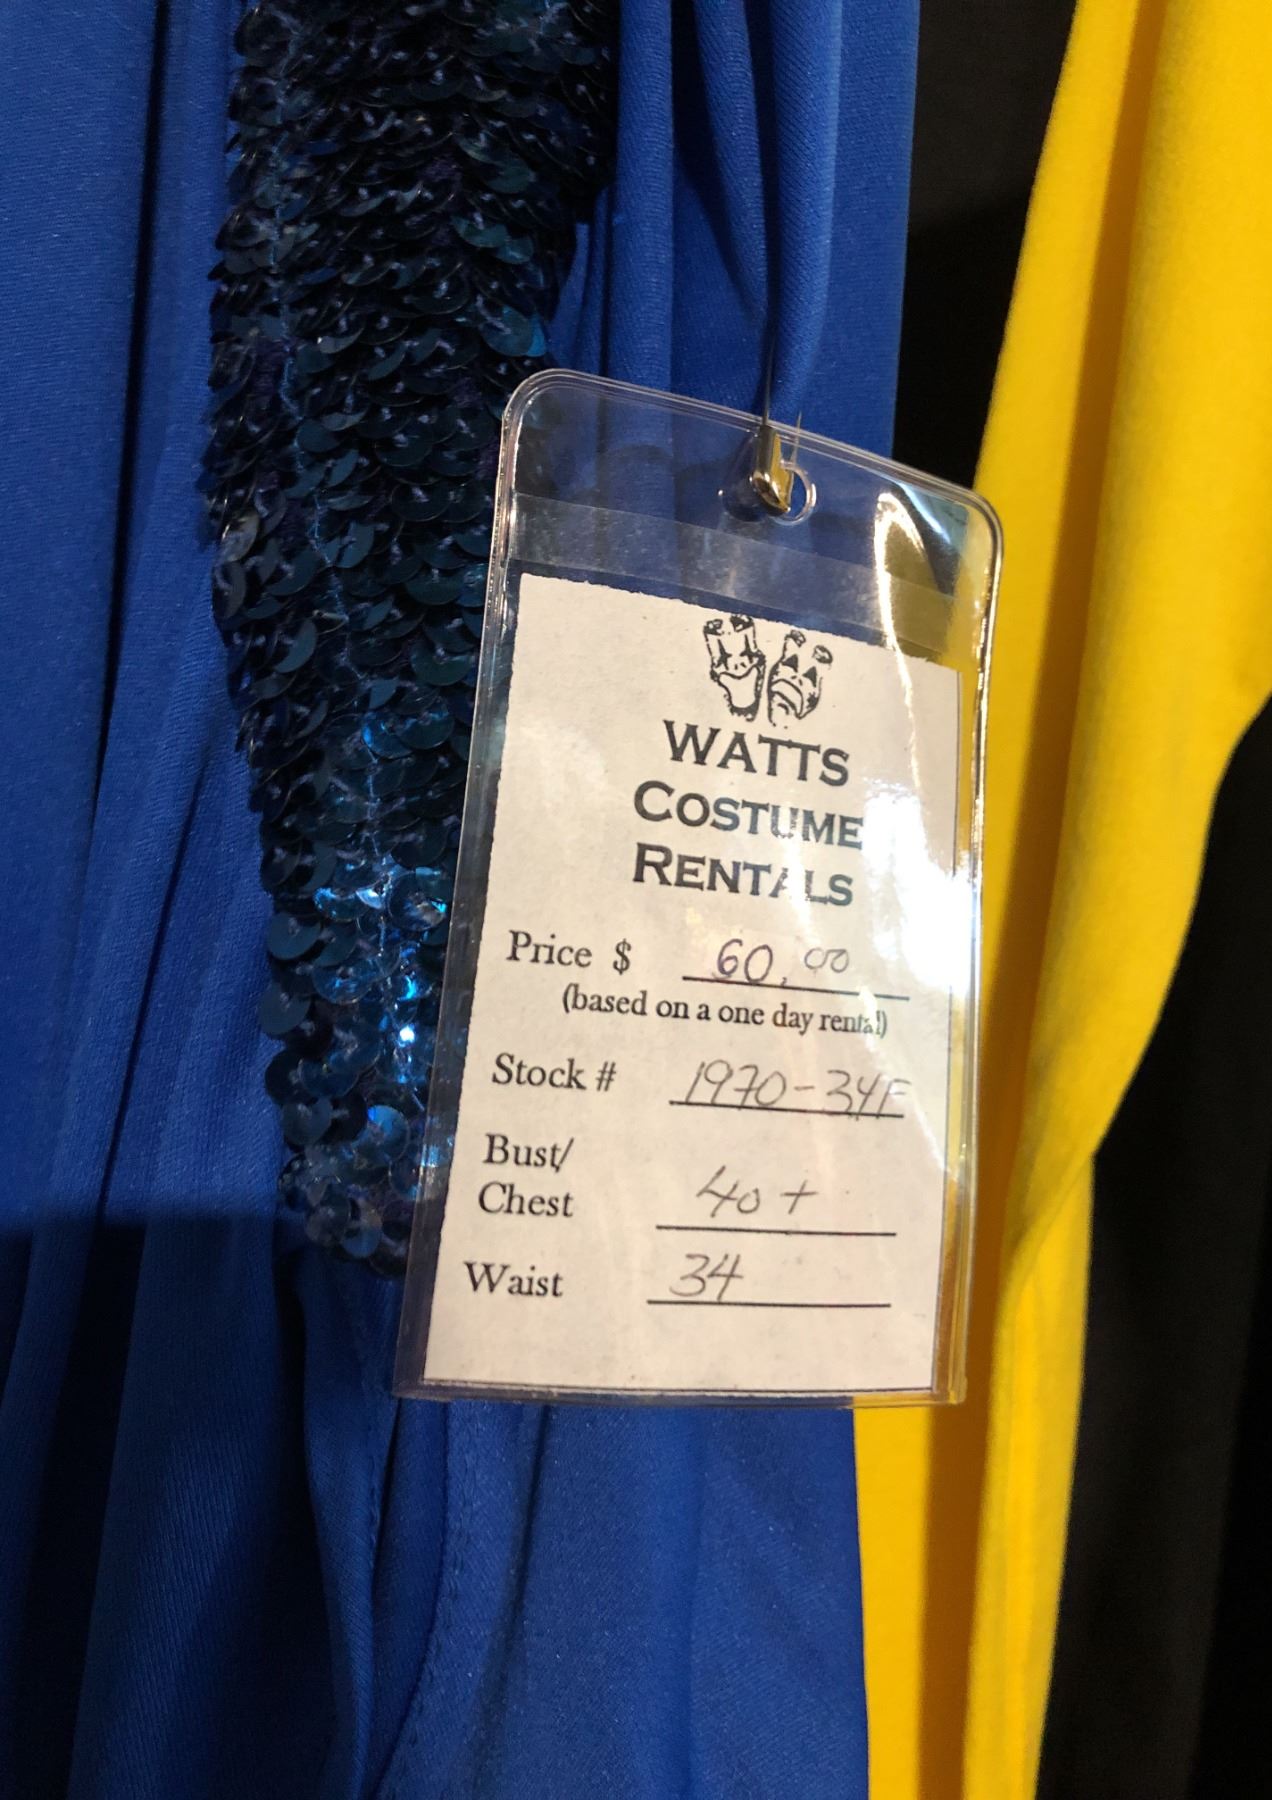 WATTS
COSTUME
RENTALS
Price $ 60.00
(based on a one day rental)
Stock # 1970-34F
Bust/
Chest 40+
Waist 34